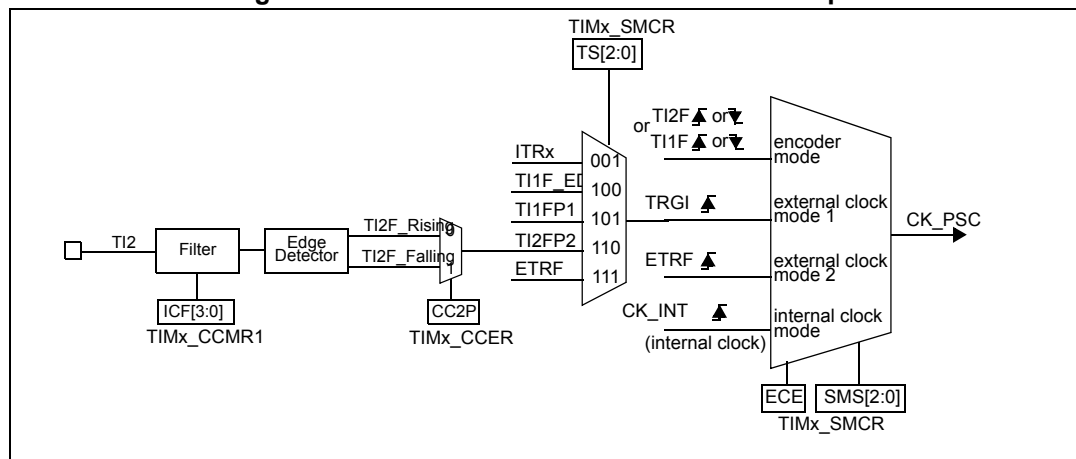 TIMx_SMCR
TS[2:0]
TI2F or
or
TI1F or
encoder
mode
ITRx
001
TI1F_ED
100
TI1FP1
101
TRGI
external clock
mode 1
CK_PSC
TI2FP2
110
ETRF
111
TI2
Filter
Edge
Detector
TI2F_Rising
0
TI2F_Falling
1
ETRF
external clock
mode 2
ICF[3:0]
TIMx_CCMR1
CC2P
TIMx_CCER
CK_INT
(internal clock)
internal clock
mode
ECE
SMS[2:0]
TIMx_SMCR